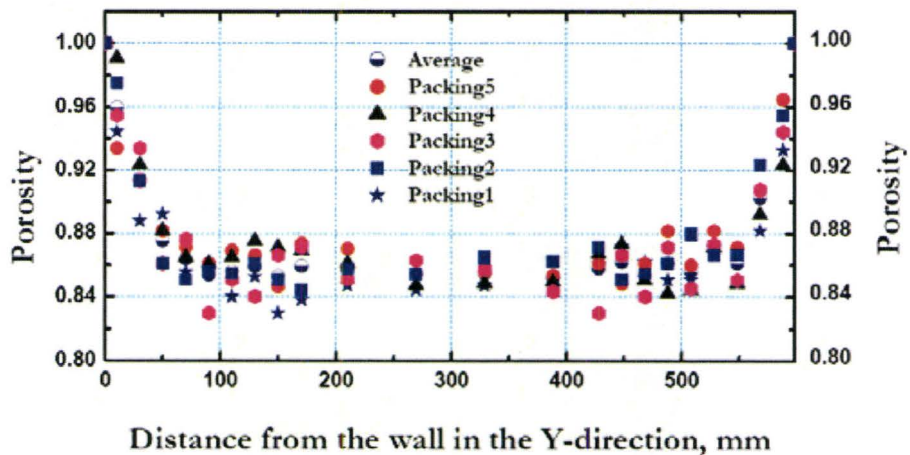 1.00
0.96
0.92
0.88
0.84
0.80
Porosity
Average
Packing5
Packing4
Packing3
Packing2
Packing1
1.00
0.96
0.92
0.88
0.84
0.80
Porosity
0 100 200 300 400 500
Distance from the wall in the Y-direction, mm